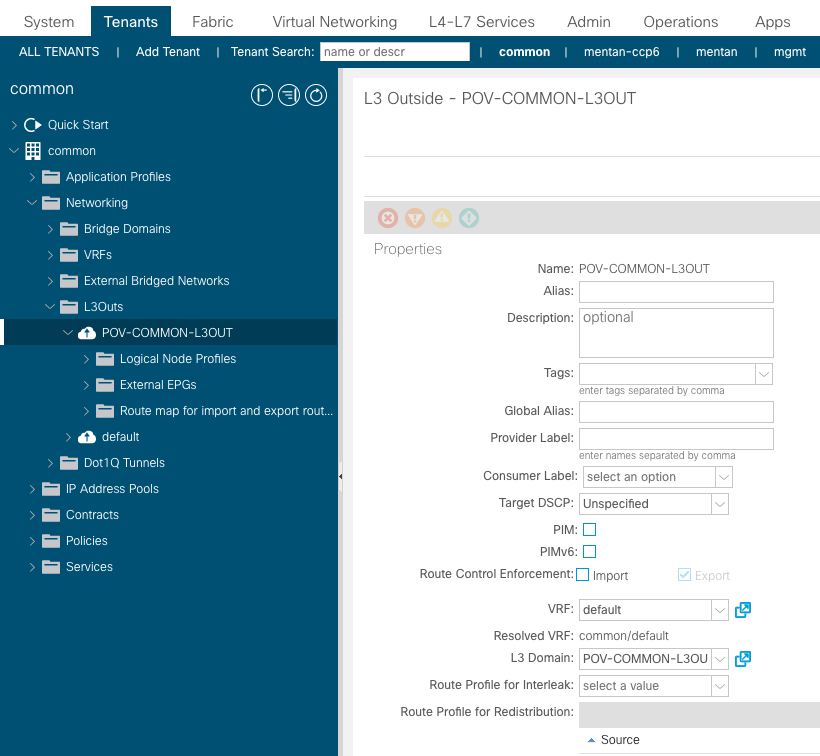 System Tenants Fabric Virtual Networking L4-L7 Services Admin Operations Apps
ALL TENANTS | Add Tenant | Tenant Search: name or descr | common | mentan-ccp6 | mentan | mgmt
common
Quick Start
common
Application Profiles
Networking
Bridge Domains
VRFs
External Bridged Networks
L3Outs
POV-COMMON-L3OUT
Logical Node Profiles
External EPGs
Route map for import and export rout...
default
Dot1Q Tunnels
IP Address Pools
Contracts
Policies
Services
L3 Outside - POV-COMMON-L3OUT
Properties
Name: POV-COMMON-L3OUT
Alias:
Description: optional
Tags:
enter tags separated by comma
Global Alias:
Provider Label:
enter names separated by comma
Consumer Label: select an option
Target DSCP: Unspecified
PIM:
PIMv6:
Route Control Enforcement: Import Export
VRF: default
Resolved VRF: common/default
L3 Domain: POV-COMMON-L3OU
Route Profile for Interleak: select a value
Route Profile for Redistribution:
Source